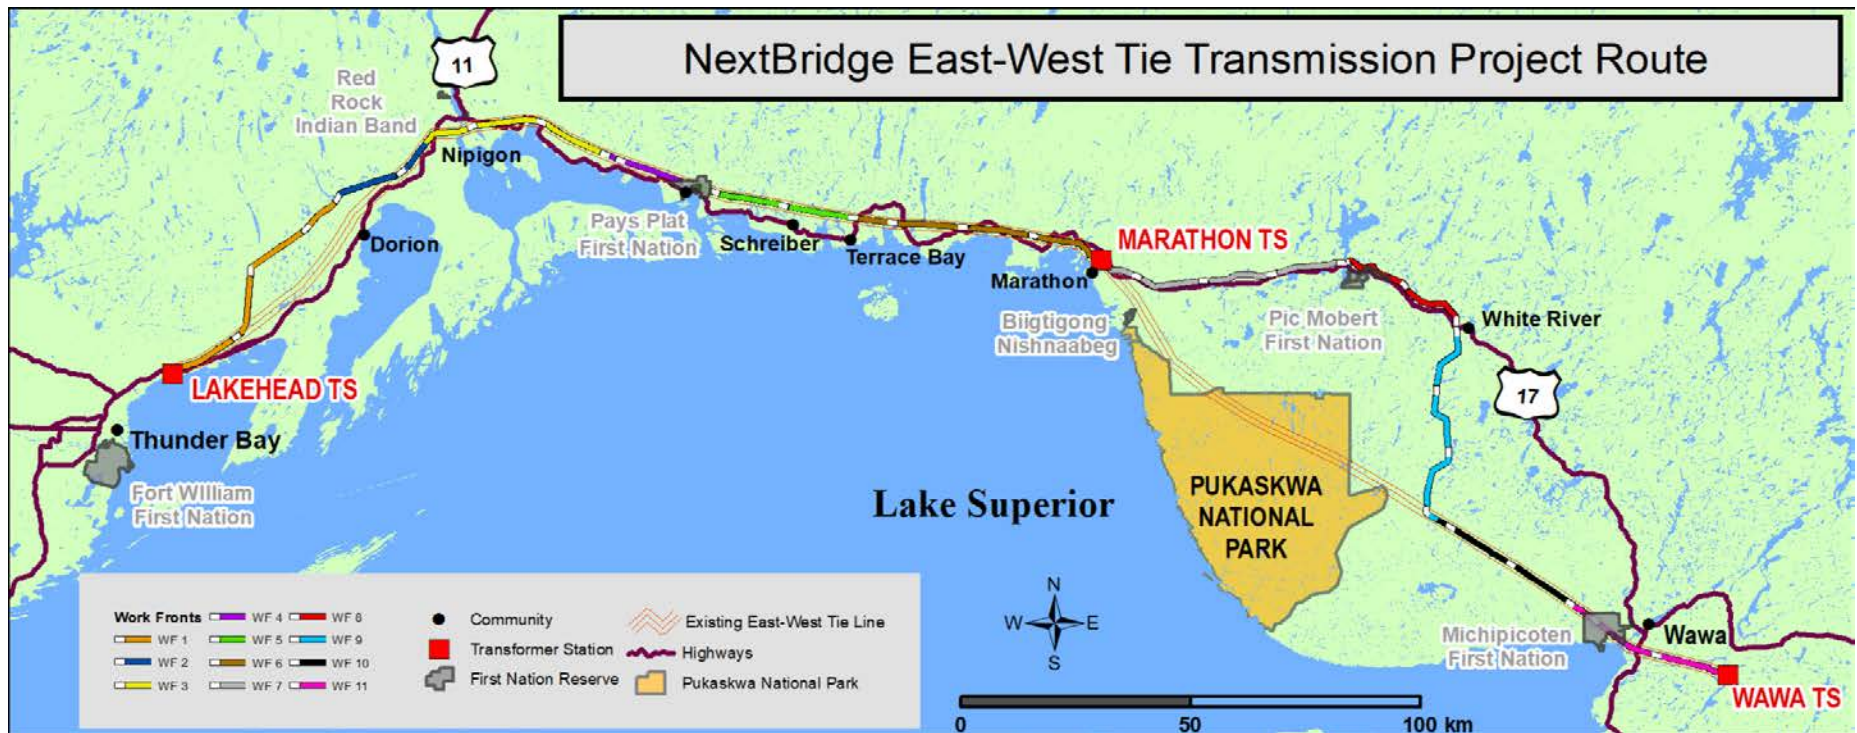 NextBridge East-West Tie Transmission Project Route
11
Red
Rock
Indian Band
Nipigon
Dorion
Pays Plat
First Nation
Schreiber
Terrace Bay
MARATHON TS
Marathon
Biigtigong
Nishnaabeg
Pic Mobert
First Nation
White River
17
LAKEHEAD TS
Thunder Bay
Fort William
First Nation
Lake Superior
PUKASKWA
NATIONAL
PARK
Michipicoten
First Nation
Wawa
WAWA TS
Work Fronts
WF 1
WF 2
WF 3
WF 4
WF 5
WF 6
WF 7
WF 8
WF 9
WF 10
WF 11
Community
Transformer Station
First Nation Reserve
Existing East-West Tie Line
Highways
Pukaskwa National Park
N
W
E
S
0
50
100 km